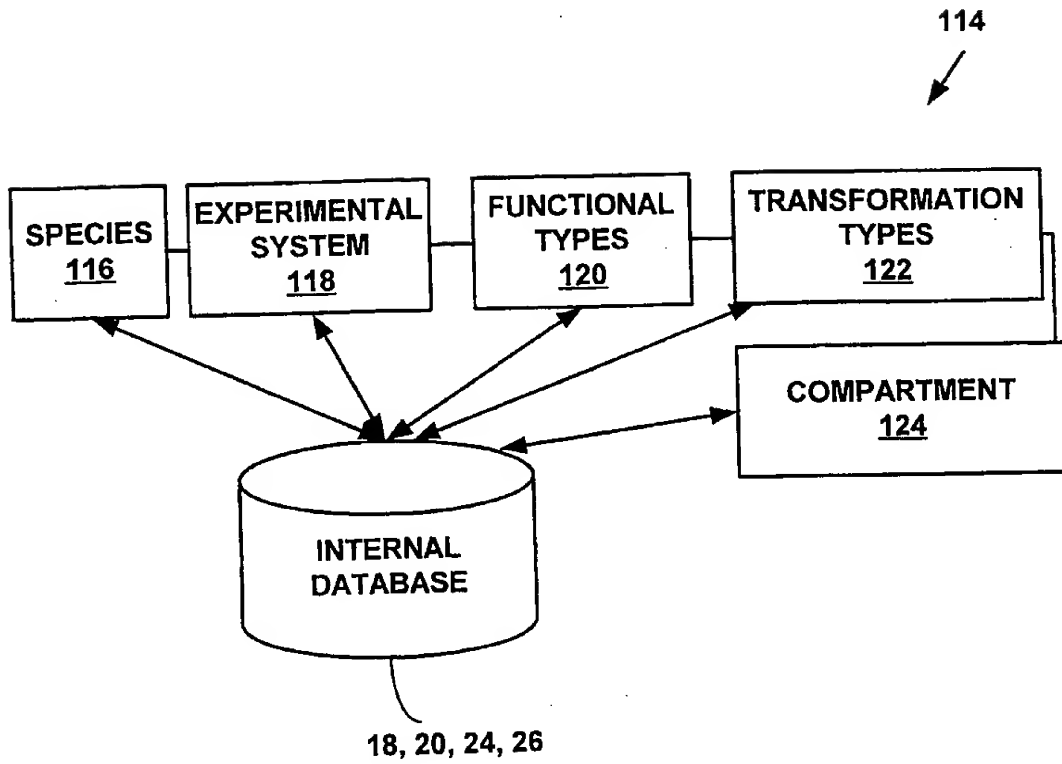 114
SPECIES
116
EXPERIMENTAL
SYSTEM
118
FUNCTIONAL
TYPES
120
TRANSFORMATION
TYPES
122
COMPARTMENT
124
INTERNAL
DATABASE
18, 20, 24, 26